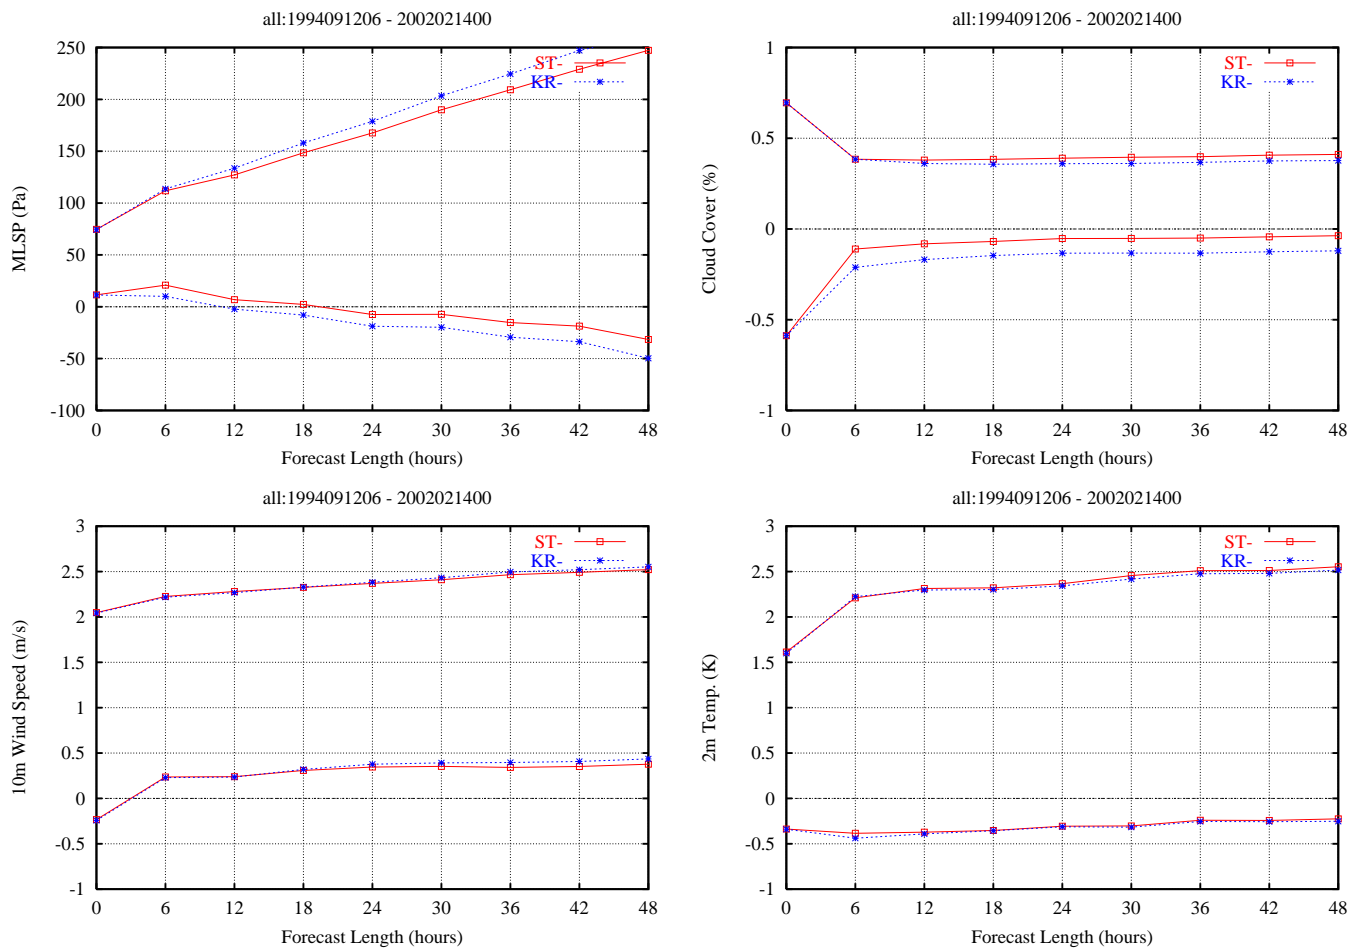 all:1994091206 - 2002021400
250
200
150
100
50
0
-50
-100
MLSP (Pa)
ST-
KR-
0 6 12 18 24 30 36 42 48
Forecast Length (hours)
all:1994091206 - 2002021400
1
0.5
0
-0.5
-1
Cloud Cover (%)
ST-
KR-
0 6 12 18 24 30 36 42 48
Forecast Length (hours)
all:1994091206 - 2002021400
3
2.5
2
1.5
1
0.5
0
-0.5
-1
10m Wind Speed (m/s)
ST-
KR-
0 6 12 18 24 30 36 42 48
Forecast Length (hours)
all:1994091206 - 2002021400
3
2.5
2
1.5
1
0.5
0
-0.5
-1
2m Temp. (K)
ST-
KR-
0 6 12 18 24 30 36 42 48
Forecast Length (hours)